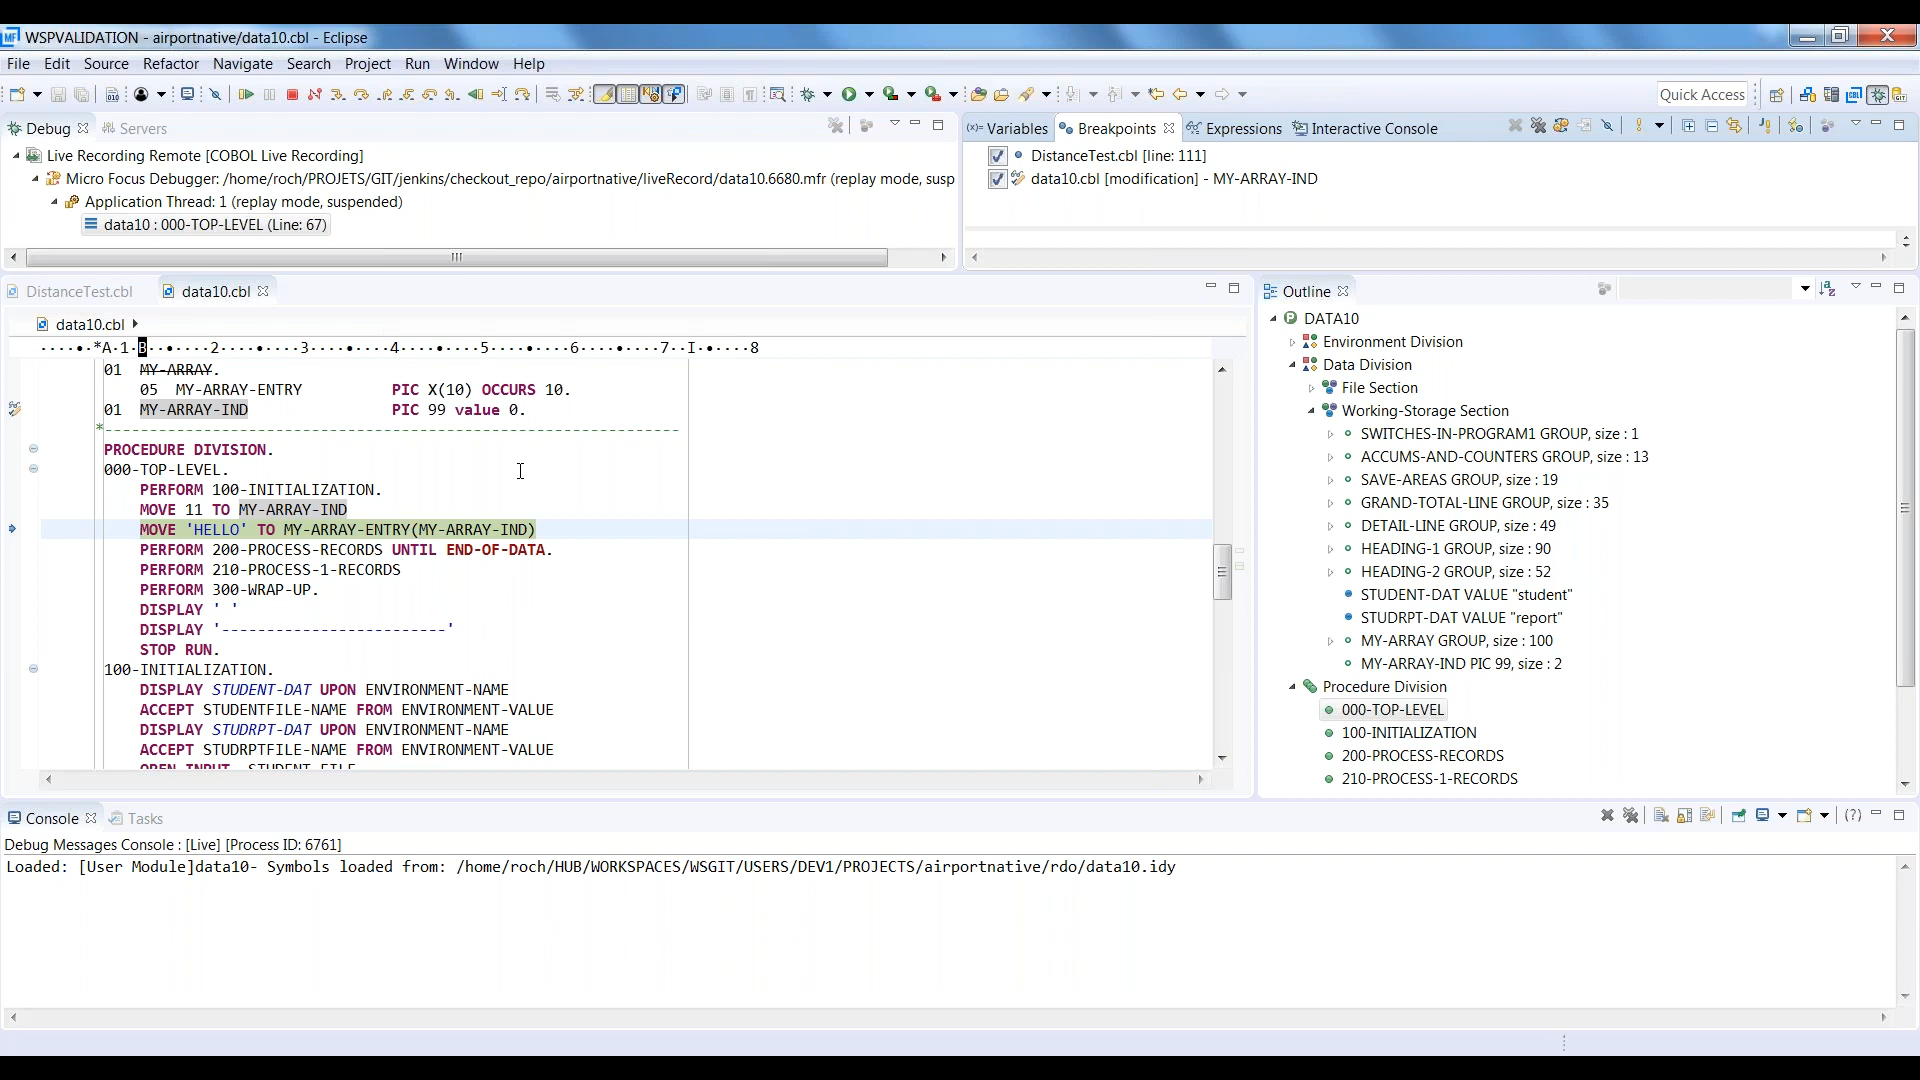 WSPVALIDATION - airportnative/data10.cbl - Eclipse
File Edit Source Refactor Navigate Search Project Run Window Help
Quick Access
Debug Servers
Live Recording Remote [COBOL Live Recording]
Micro Focus Debugger: /home/roch/PROJETS/GIT/jenkins/checkout_repo/airportnative/liveRecord/data10.6680.mfr (replay mode, susp
Application Thread: 1 (replay mode, suspended)
data10 : 000-TOP-LEVEL (Line: 67)
Variables Breakpoints Expressions Interactive Console
DistanceTest.cbl [line: 111]
data10.cbl [modification] - MY-ARRAY-IND
DistanceTest.cbl data10.cbl
data10.cbl
····•·*A·1·B··•····2····•····3····•····4····•····5····•····6····•····7··I·•····8
01 MY-ARRAY.
05 MY-ARRAY-ENTRY PIC X(10) OCCURS 10.
01 MY-ARRAY-IND PIC 99 value 0.
*----------------------------------------------------------------
PROCEDURE DIVISION.
000-TOP-LEVEL.
PERFORM 100-INITIALIZATION.
MOVE 11 TO MY-ARRAY-IND
MOVE 'HELLO' TO MY-ARRAY-ENTRY(MY-ARRAY-IND)
PERFORM 200-PROCESS-RECORDS UNTIL END-OF-DATA.
PERFORM 210-PROCESS-1-RECORDS
PERFORM 300-WRAP-UP.
DISPLAY ' '
DISPLAY '-------------------------'
STOP RUN.
100-INITIALIZATION.
DISPLAY STUDENT-DAT UPON ENVIRONMENT-NAME
ACCEPT STUDENTFILE-NAME FROM ENVIRONMENT-VALUE
DISPLAY STUDRPT-DAT UPON ENVIRONMENT-NAME
ACCEPT STUDRPTFILE-NAME FROM ENVIRONMENT-VALUE
OPEN INPUT STUDENT-FILE
Outline
DATA10
Environment Division
Data Division
File Section
Working-Storage Section
SWITCHES-IN-PROGRAM1 GROUP, size : 1
ACCUMS-AND-COUNTERS GROUP, size : 13
SAVE-AREAS GROUP, size : 19
GRAND-TOTAL-LINE GROUP, size : 35
DETAIL-LINE GROUP, size : 49
HEADING-1 GROUP, size : 90
HEADING-2 GROUP, size : 52
STUDENT-DAT VALUE "student"
STUDRPT-DAT VALUE "report"
MY-ARRAY GROUP, size : 100
MY-ARRAY-IND PIC 99, size : 2
Procedure Division
000-TOP-LEVEL
100-INITIALIZATION
200-PROCESS-RECORDS
210-PROCESS-1-RECORDS
Console Tasks
Debug Messages Console : [Live] [Process ID: 6761]
Loaded: [User Module]data10- Symbols loaded from: /home/roch/HUB/WORKSPACES/WSGIT/USERS/DEV1/PROJECTS/airportnative/rdo/data10.idy